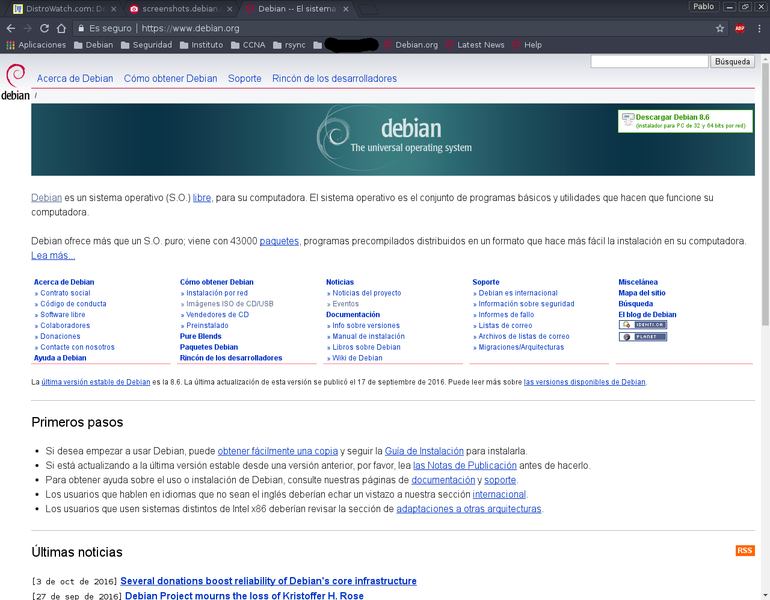 DistroWatch.com: D
screenshots.debian.
Debian -- El sistema
Pablo
Es seguro
https://www.debian.org
ABP
Aplicaciones
Debian
Seguridad
Instituto
CCNA
rsync
Debian.org
Latest News
Help
Búsqueda
debian
Acerca de Debian
Cómo obtener Debian
Soporte
Rincón de los desarrolladores
/
debian
The universal operating system
Descargar Debian 8.6
(instalador para PC de 32 y 64 bits por red)
Debian es un sistema operativo (S.O.) libre, para su computadora. El sistema operativo es el conjunto de programas básicos y utilidades que hacen que funcione su
computadora.
Debian ofrece más que un S.O. puro; viene con 43000 paquetes, programas precompilados distribuidos en un formato que hace más fácil la instalación en su computadora.
Lea más...
Acerca de Debian
» Contrato social
» Código de conducta
» Software libre
» Colaboradores
» Donaciones
» Contacte con nosotros
Ayuda a Debian
Cómo obtener Debian
» Instalación por red
» Imágenes ISO de CD/USB
» Vendedores de CD
» Preinstalado
Pure Blends
Paquetes Debian
Rincón de los desarrolladores
Noticias
» Noticias del proyecto
» Eventos
Documentación
» Info sobre versiones
» Manual de instalación
» Libros sobre Debian
» Wiki de Debian
Soporte
» Debian es internacional
» Información sobre seguridad
» Informes de fallo
» Listas de correo
» Archivos de listas de correo
» Migraciones/Arquitecturas
Miscelánea
Mapa del sitio
Búsqueda
El blog de Debian
IDENTI.CA
PLANET
La última versión estable de Debian es la 8.6. La última actualización de esta versión se publicó el 17 de septiembre de 2016. Puede leer más sobre las versiones disponibles de Debian.
Primeros pasos
• Si desea empezar a usar Debian, puede obtener fácilmente una copia y seguir la Guía de Instalación para instalarla.
• Si está actualizando a la última versión estable desde una versión anterior, por favor, lea las Notas de Publicación antes de hacerlo.
• Para obtener ayuda sobre el uso o instalación de Debian, consulte nuestras páginas de documentación y soporte.
• Los usuarios que hablen en idiomas que no sean el inglés deberían echar un vistazo a nuestra sección internacional.
• Los usuarios que usen sistemas distintos de Intel x86 deberían revisar la sección de adaptaciones a otras arquitecturas.
Últimas noticias
RSS
[3 de oct de 2016] Several donations boost reliability of Debian's core infrastructure
[27 de sep de 2016] Debian Project mourns the loss of Kristoffer H. Rose